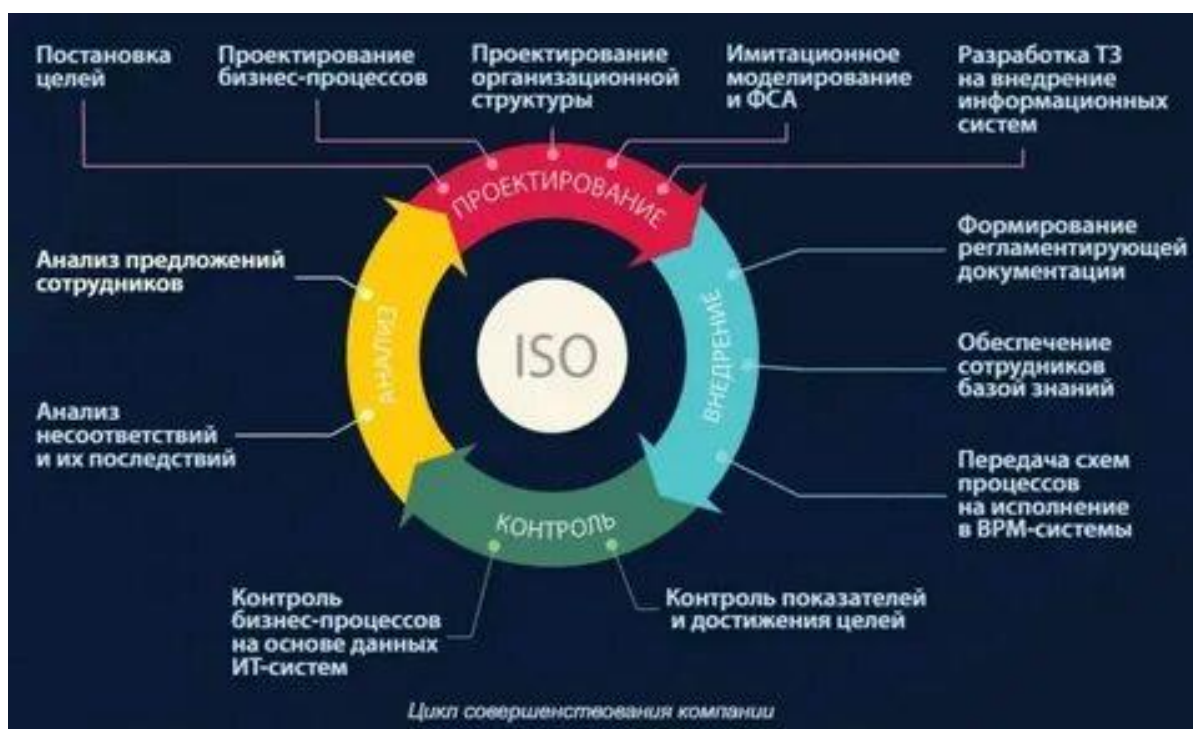 Постановка
целей
Проектирование
бизнес-процессов
Проектирование
организационной
структуры
Имитационное
моделирование
и ФСА
Разработка ТЗ
на внедрение
информационных
систем
ПРОЕКТИРОВАНИЕ
Формирование
регламентирующей
документации
Анализ предложений
сотрудников
АНАЛИЗ
ISO
ВНЕДРЕНИЕ
Обеспечение
сотрудников
базой знаний
Анализ
несоответствий
и их последствий
Передача схем
процессов
на исполнение
в BPM-системы
КОНТРОЛЬ
Контроль
бизнес-процессов
на основе данных
ИТ-систем
Контроль показателей
и достижения целей
Цикл совершенствования компании